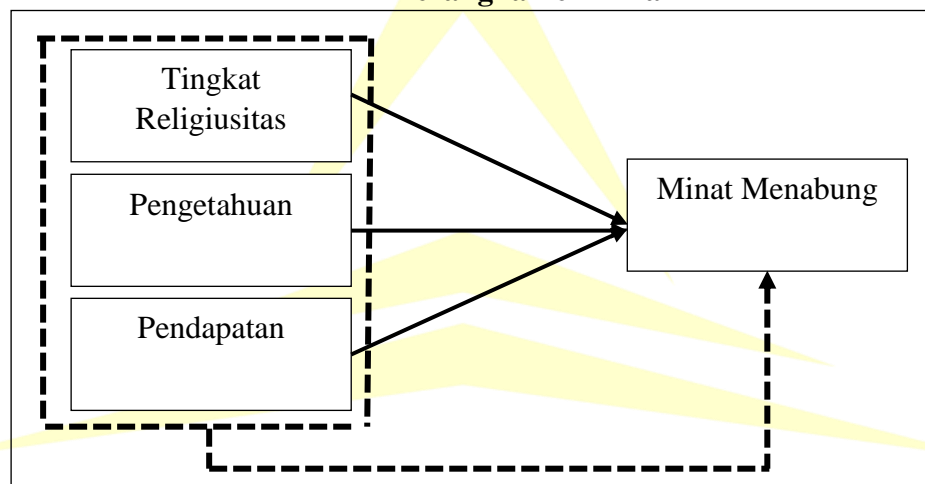 Tingkat
Religiusitas
Pengetahuan
Minat Menabung
Pendapatan